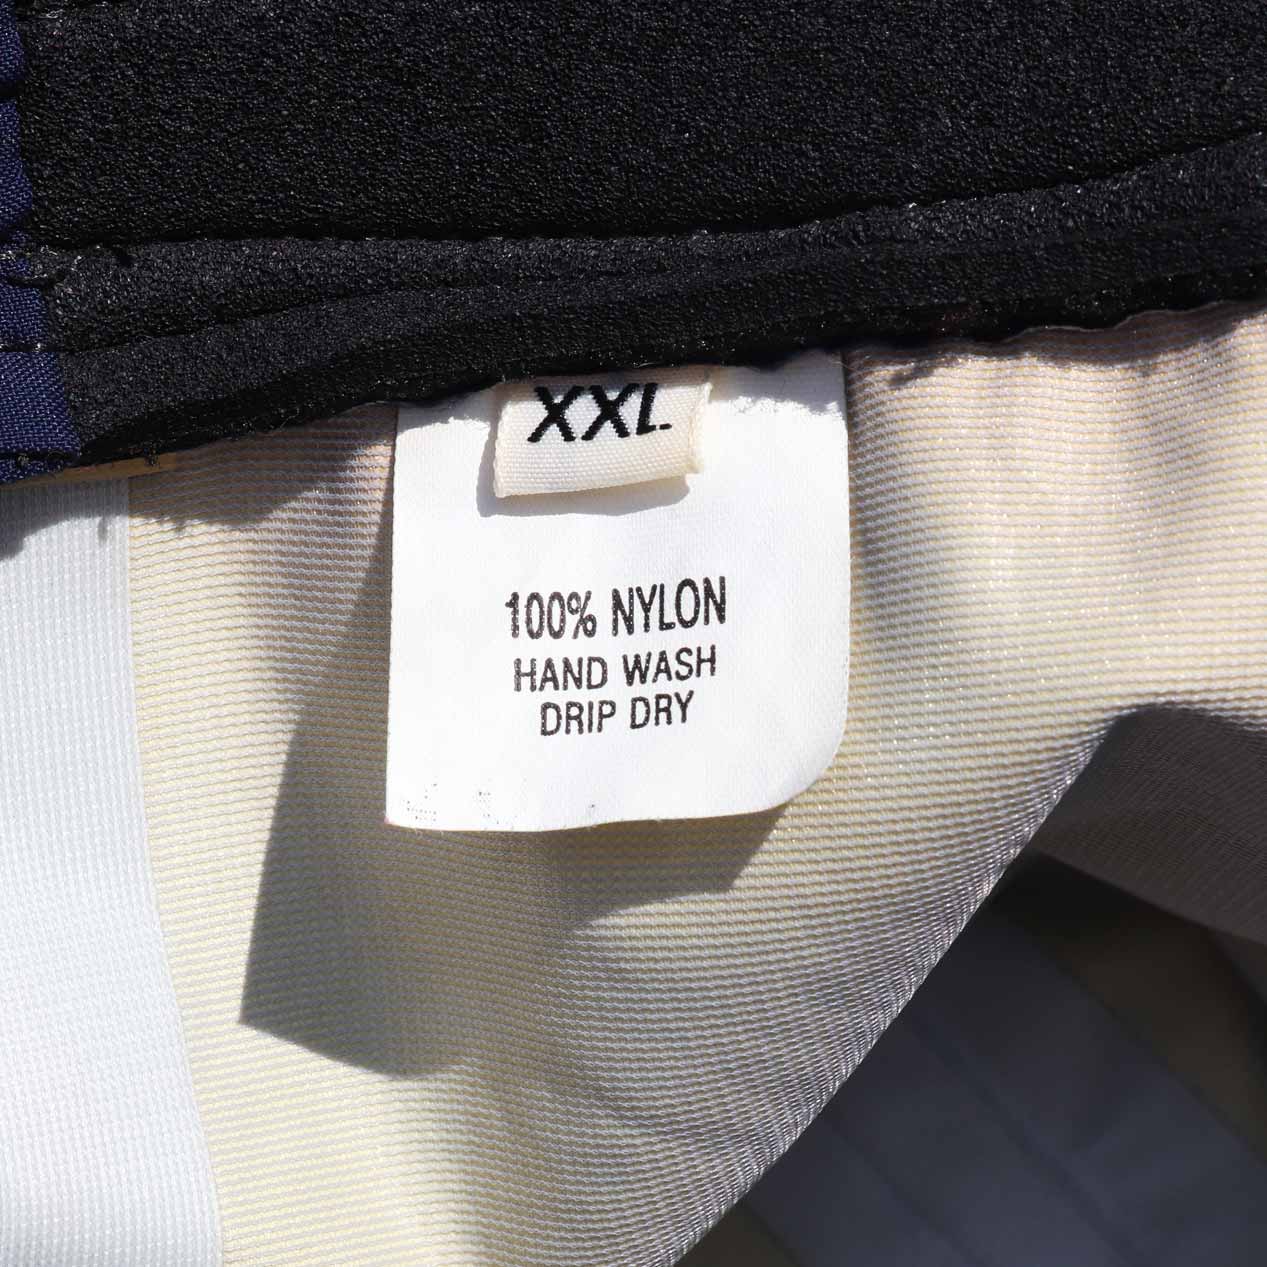 XXL
100% NYLON
HAND WASH
DRIP DRY